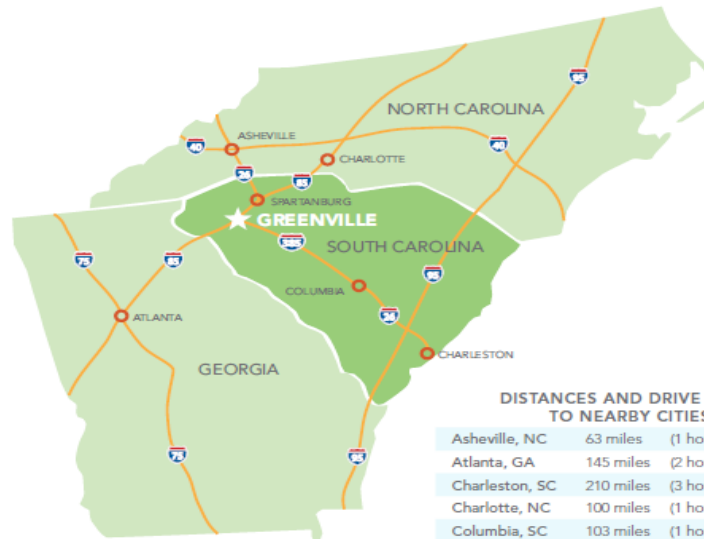 95
NORTH CAROLINA
ASHEVILLE
40
40
CHARLOTTE
26
85
SPARTANBURG
GREENVILLE
385
SOUTH CAROLINA
75
85
95
COLUMBIA
26
ATLANTA
CHARLESTON
GEORGIA
75
95
DISTANCES AND DRIVE
TO NEARBY CITIES
Asheville, NC 63 miles (1 ho
Atlanta, GA 145 miles (2 ho
Charleston, SC 210 miles (3 ho
Charlotte, NC 100 miles (1 ho
Columbia, SC 103 miles (1 ho